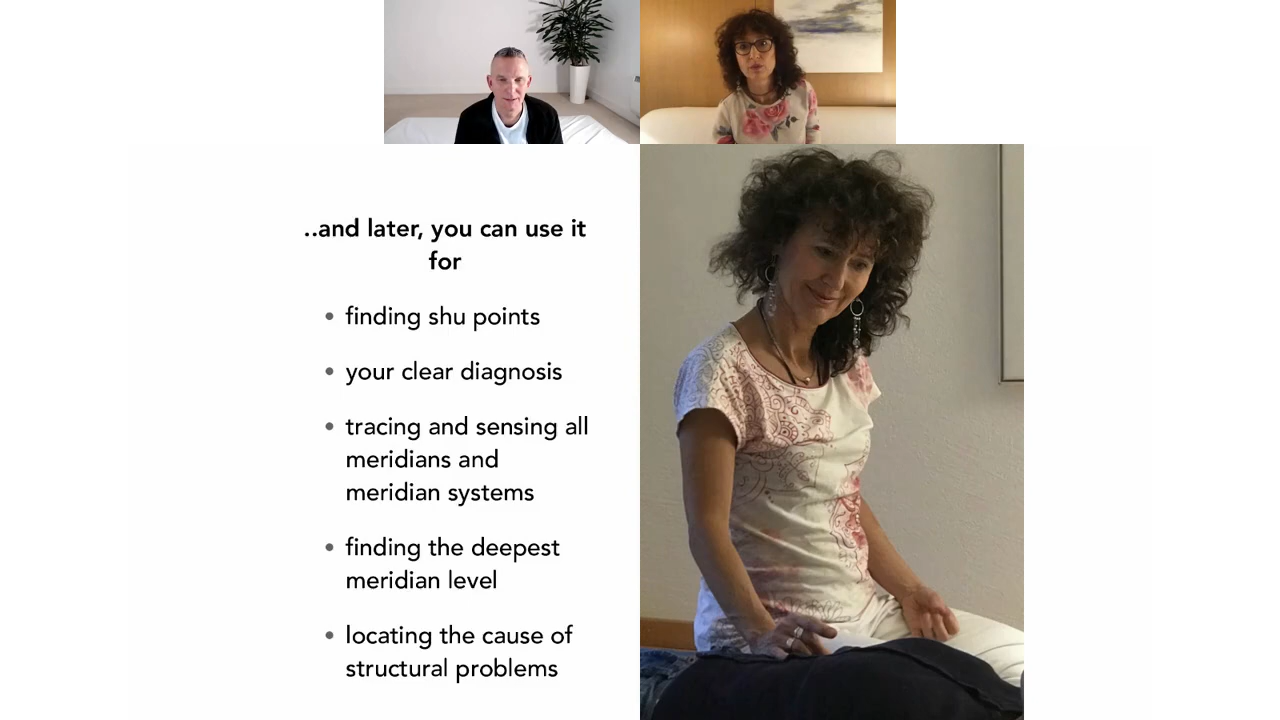 ..and later, you can use it
for
• finding shu points
• your clear diagnosis
• tracing and sensing all
meridians and
meridian systems
• finding the deepest
meridian level
• locating the cause of
structural problems